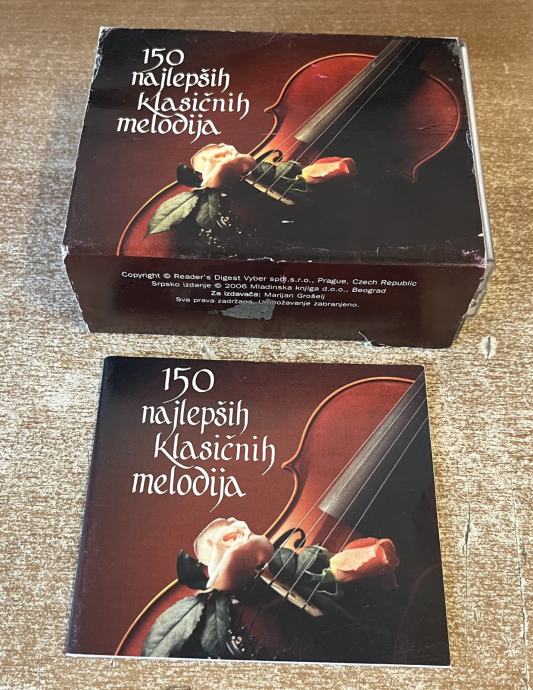 150
najlepših
klasičnih
melodija
Copyright © Reader's Digest Vyber spol.s.r.o., Prague, Czech Republic
Srpsko izdanje © 2006 Mladinska knjiga d.o.o., Beograd
Za izdavača: Marijan Grošelj
Sva prava zadržana. Umnožavanje zabranjeno.
150
najlepših
klasičnih
melodija